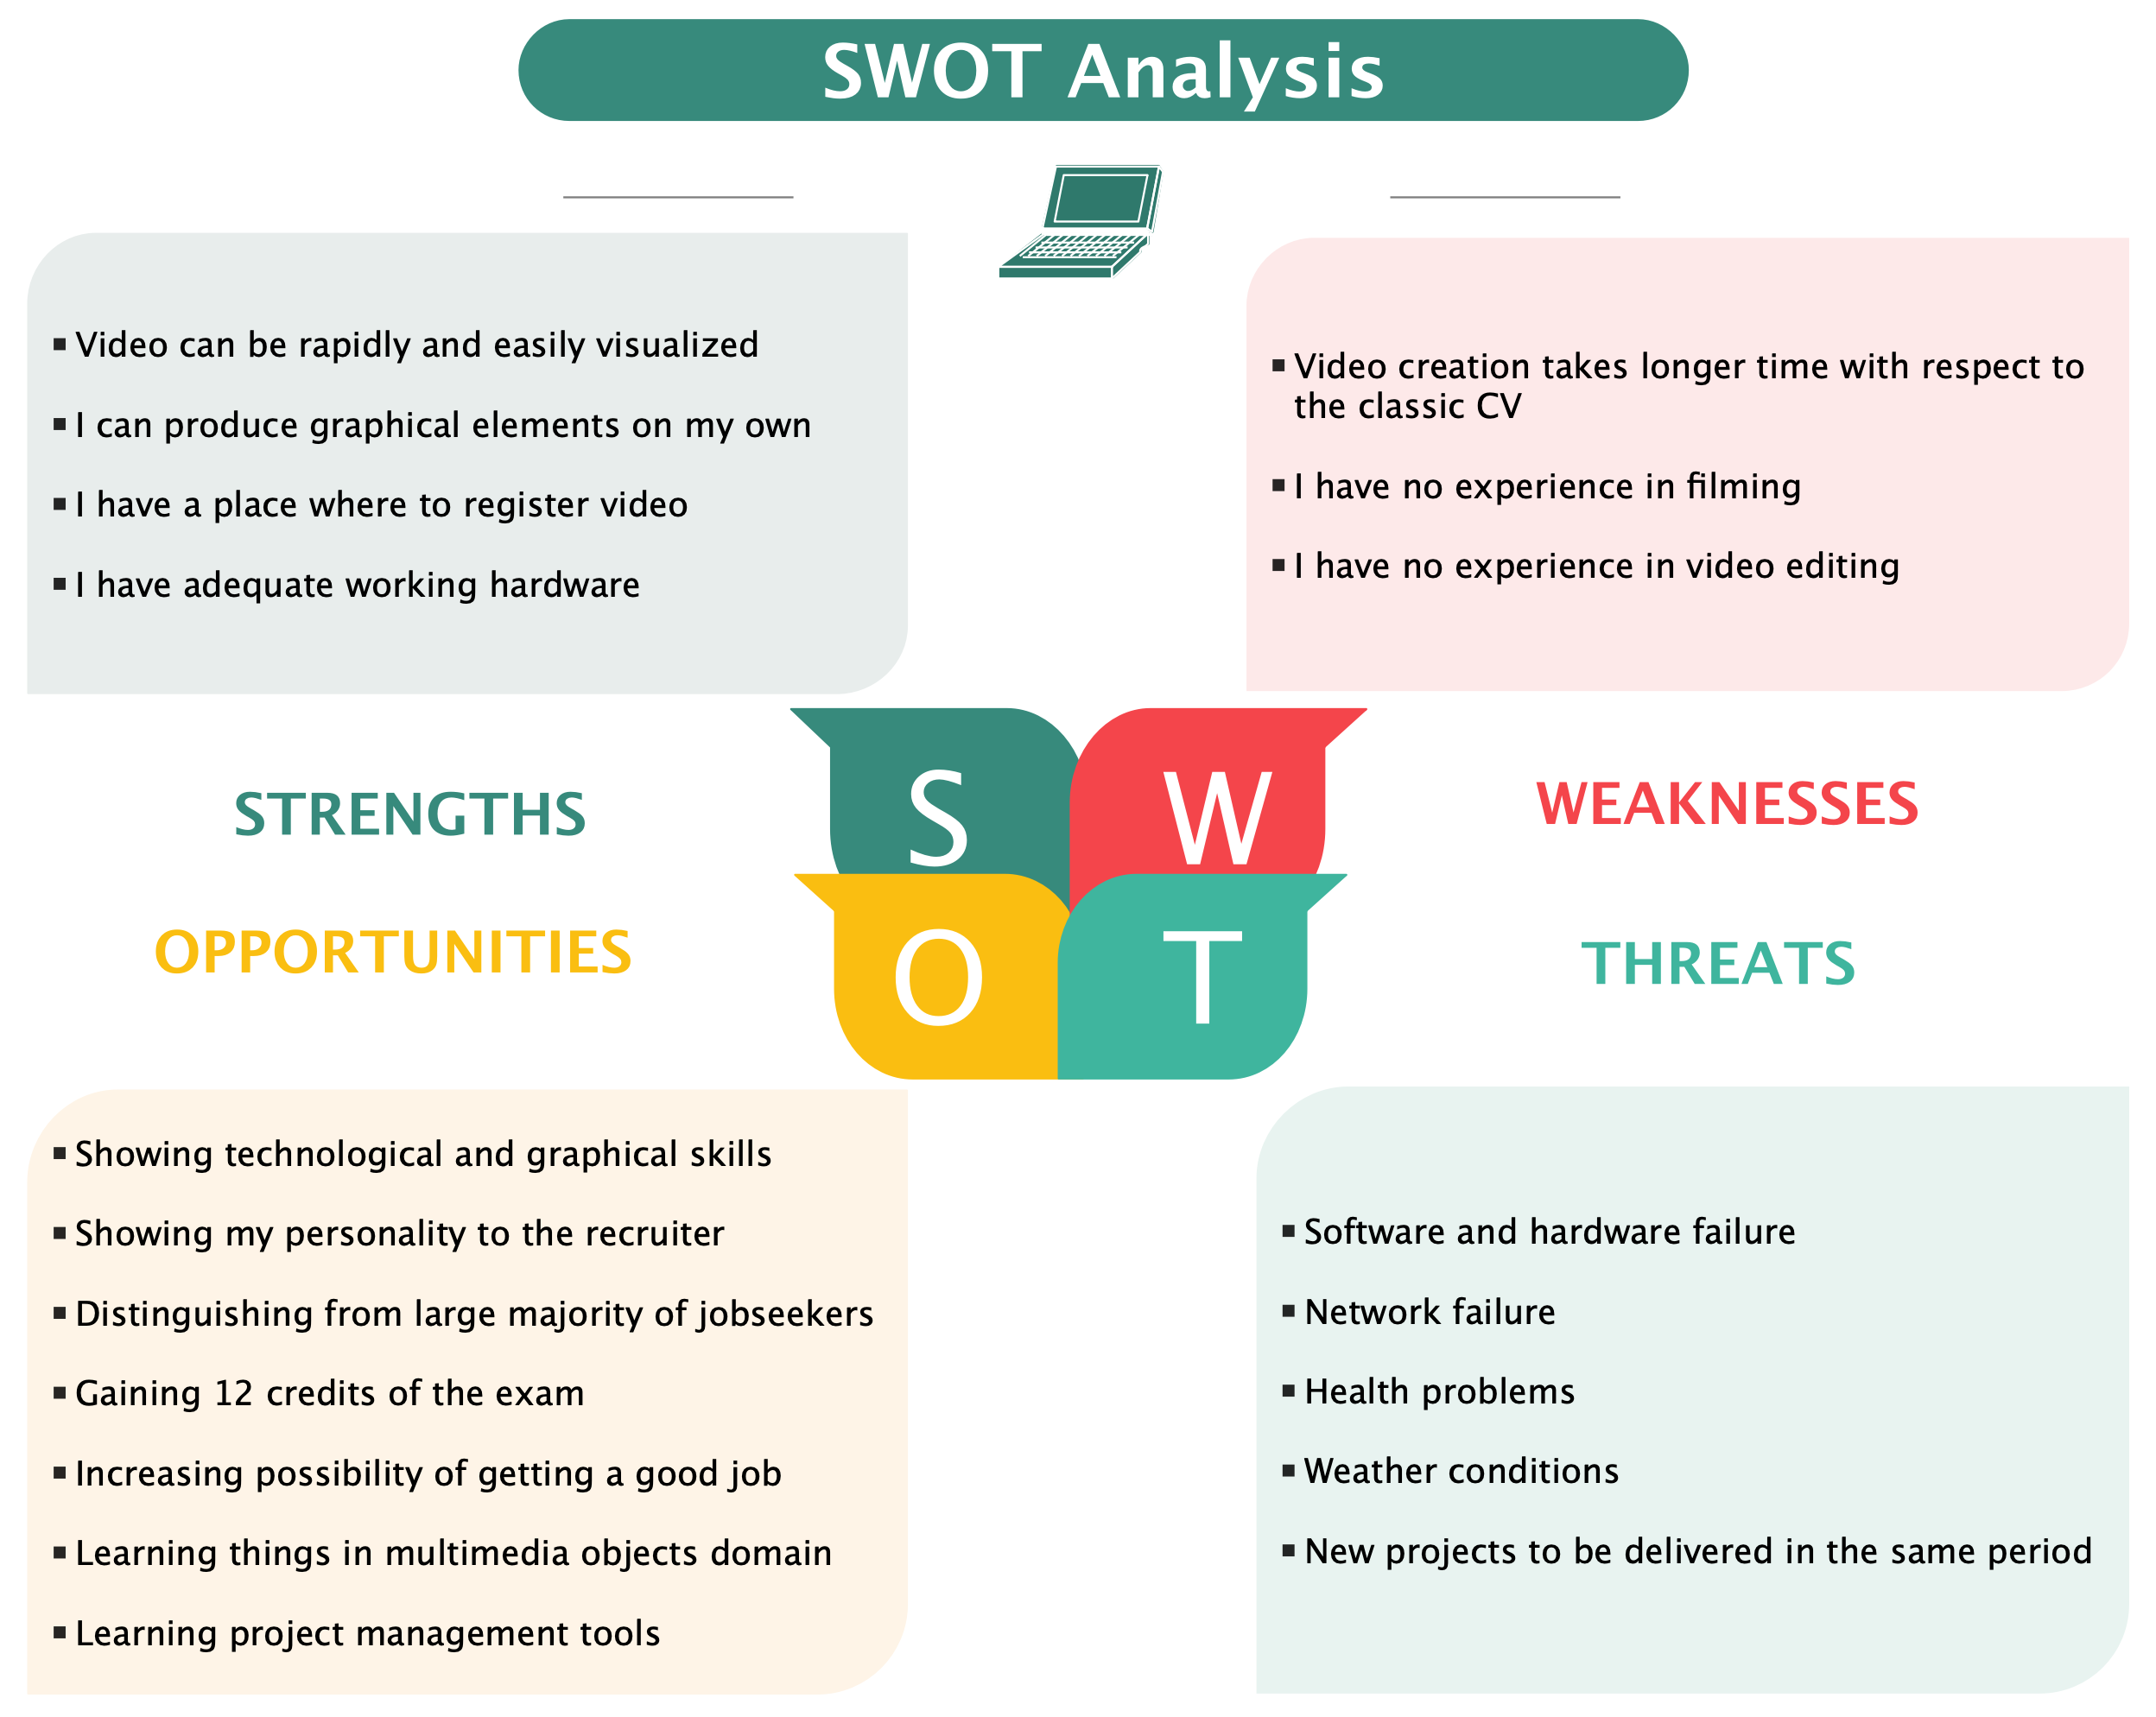 SWOT Analysis
▪ Video can be rapidly and easily visualized
▪ I can produce graphical elements on my own
▪ I have a place where to register video
▪ I have adequate working hardware
▪ Video creation takes longer time with respect to
the classic CV
▪ I have no experience in filming
▪ I have no experience in video editing
STRENGTHS
S
W
WEAKNESSES
OPPORTUNITIES
O
T
THREATS
▪ Showing technological and graphical skills
▪ Showing my personality to the recruiter
▪ Distinguishing from large majority of jobseekers
▪ Gaining 12 credits of the exam
▪ Increasing possibility of getting a good job
▪ Learning things in multimedia objects domain
▪ Learning project management tools
▪ Software and hardware failure
▪ Network failure
▪ Health problems
▪ Weather conditions
▪ New projects to be delivered in the same period